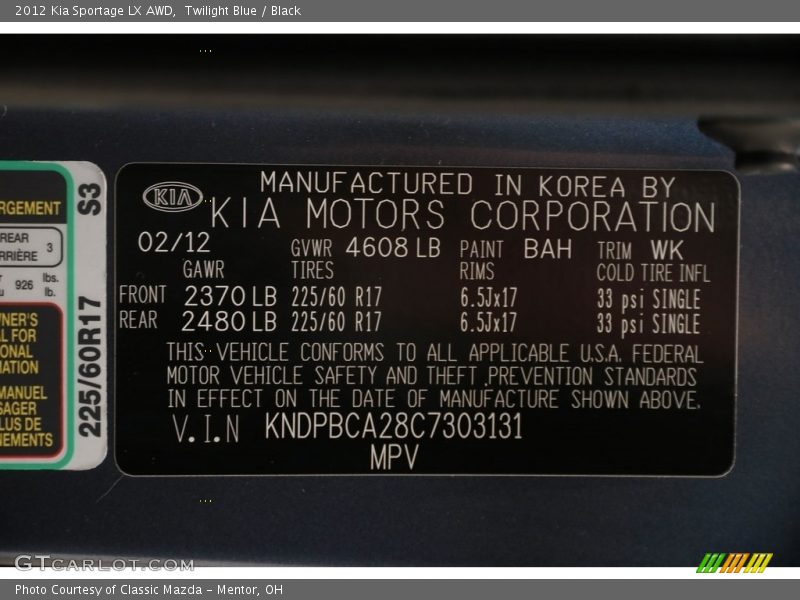 2012 Kia Sportage LX AWD,  Twilight Blue / Black
RGEMENT
REAR
RRIÈRE 3
926 lbs.
lb.
NER'S
L FOR
ONAL
MATION
MANUEL
SAGER
LUS DE
NEMENTS
S3
225/60R17
KIA
MANUFACTURED IN KOREA BY
KIA MOTORS CORPORATION
02/12 GVWR 4608 LB PAINT BAH TRIM WK
GAWR TIRES RIMS COLD TIRE INFL
FRONT 2370 LB 225/60 R17 6.5Jx17 33 psi SINGLE
REAR 2480 LB 225/60 R17 6.5Jx17 33 psi SINGLE
THIS VEHICLE CONFORMS TO ALL APPLICABLE U.S.A. FEDERAL
MOTOR VEHICLE SAFETY AND THEFT PREVENTION STANDARDS
IN EFFECT ON THE DATE OF MANUFACTURE SHOWN ABOVE.
V.I.N KNDPBCA28C7303131
MPV
GTCARLOT.COM
Photo Courtesy of Classic Mazda - Mentor, OH